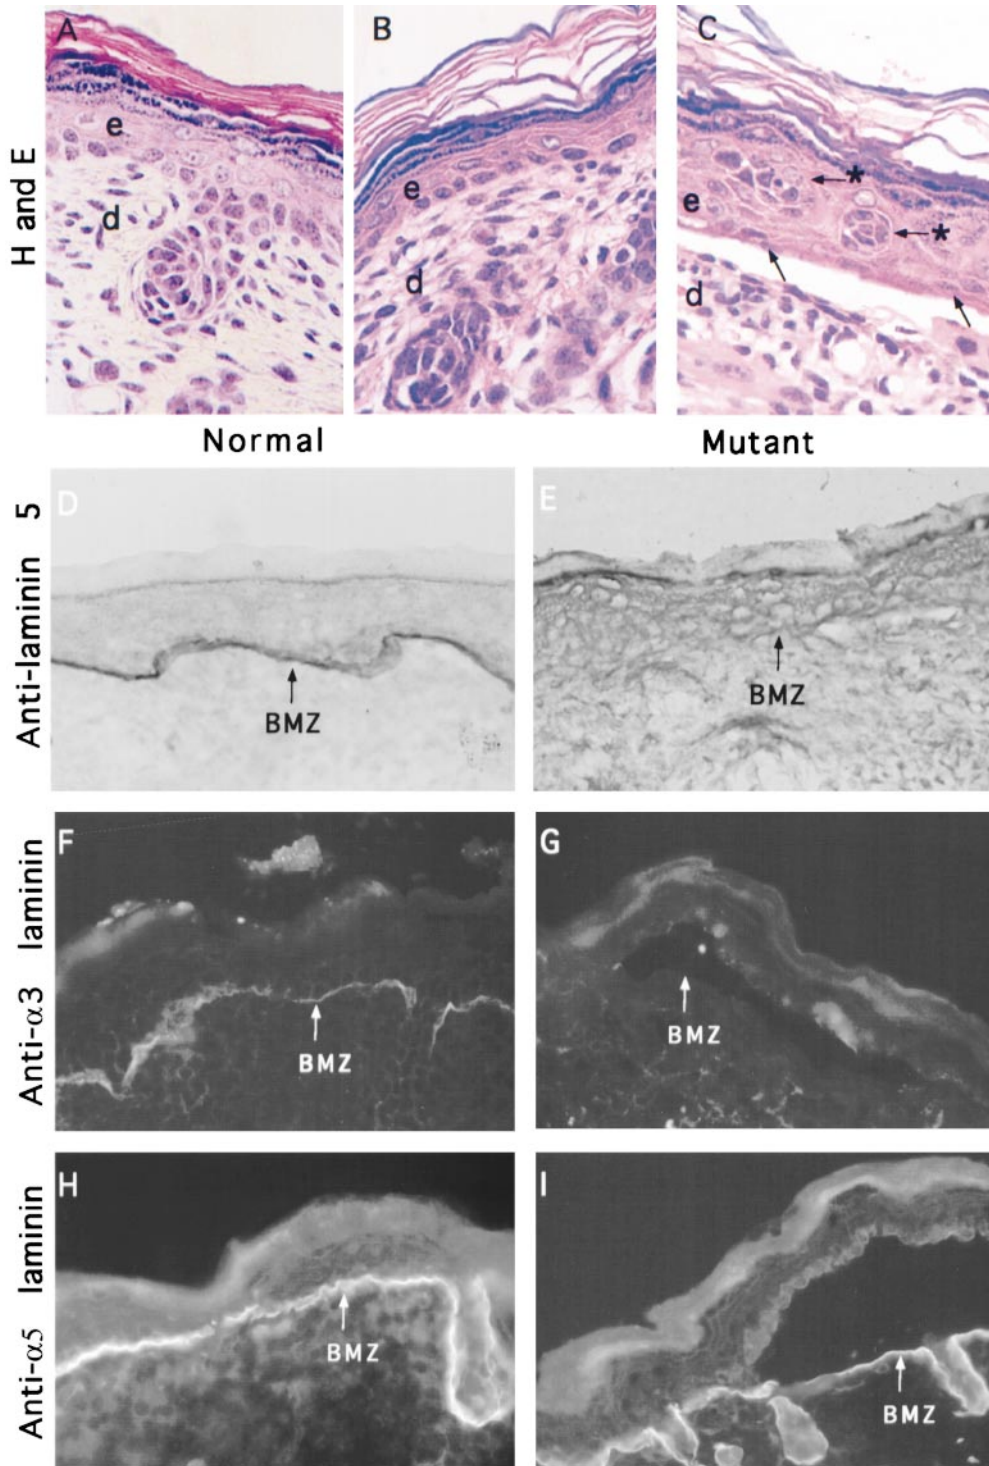 H and E
A
B
C
e
d
e
d
*
*
e
d
Normal
Mutant
Anti-laminin 5
D
BMZ
E
BMZ
Anti-α3 laminin
F
BMZ
G
BMZ
Anti-α5 laminin
H
BMZ
I
BMZ